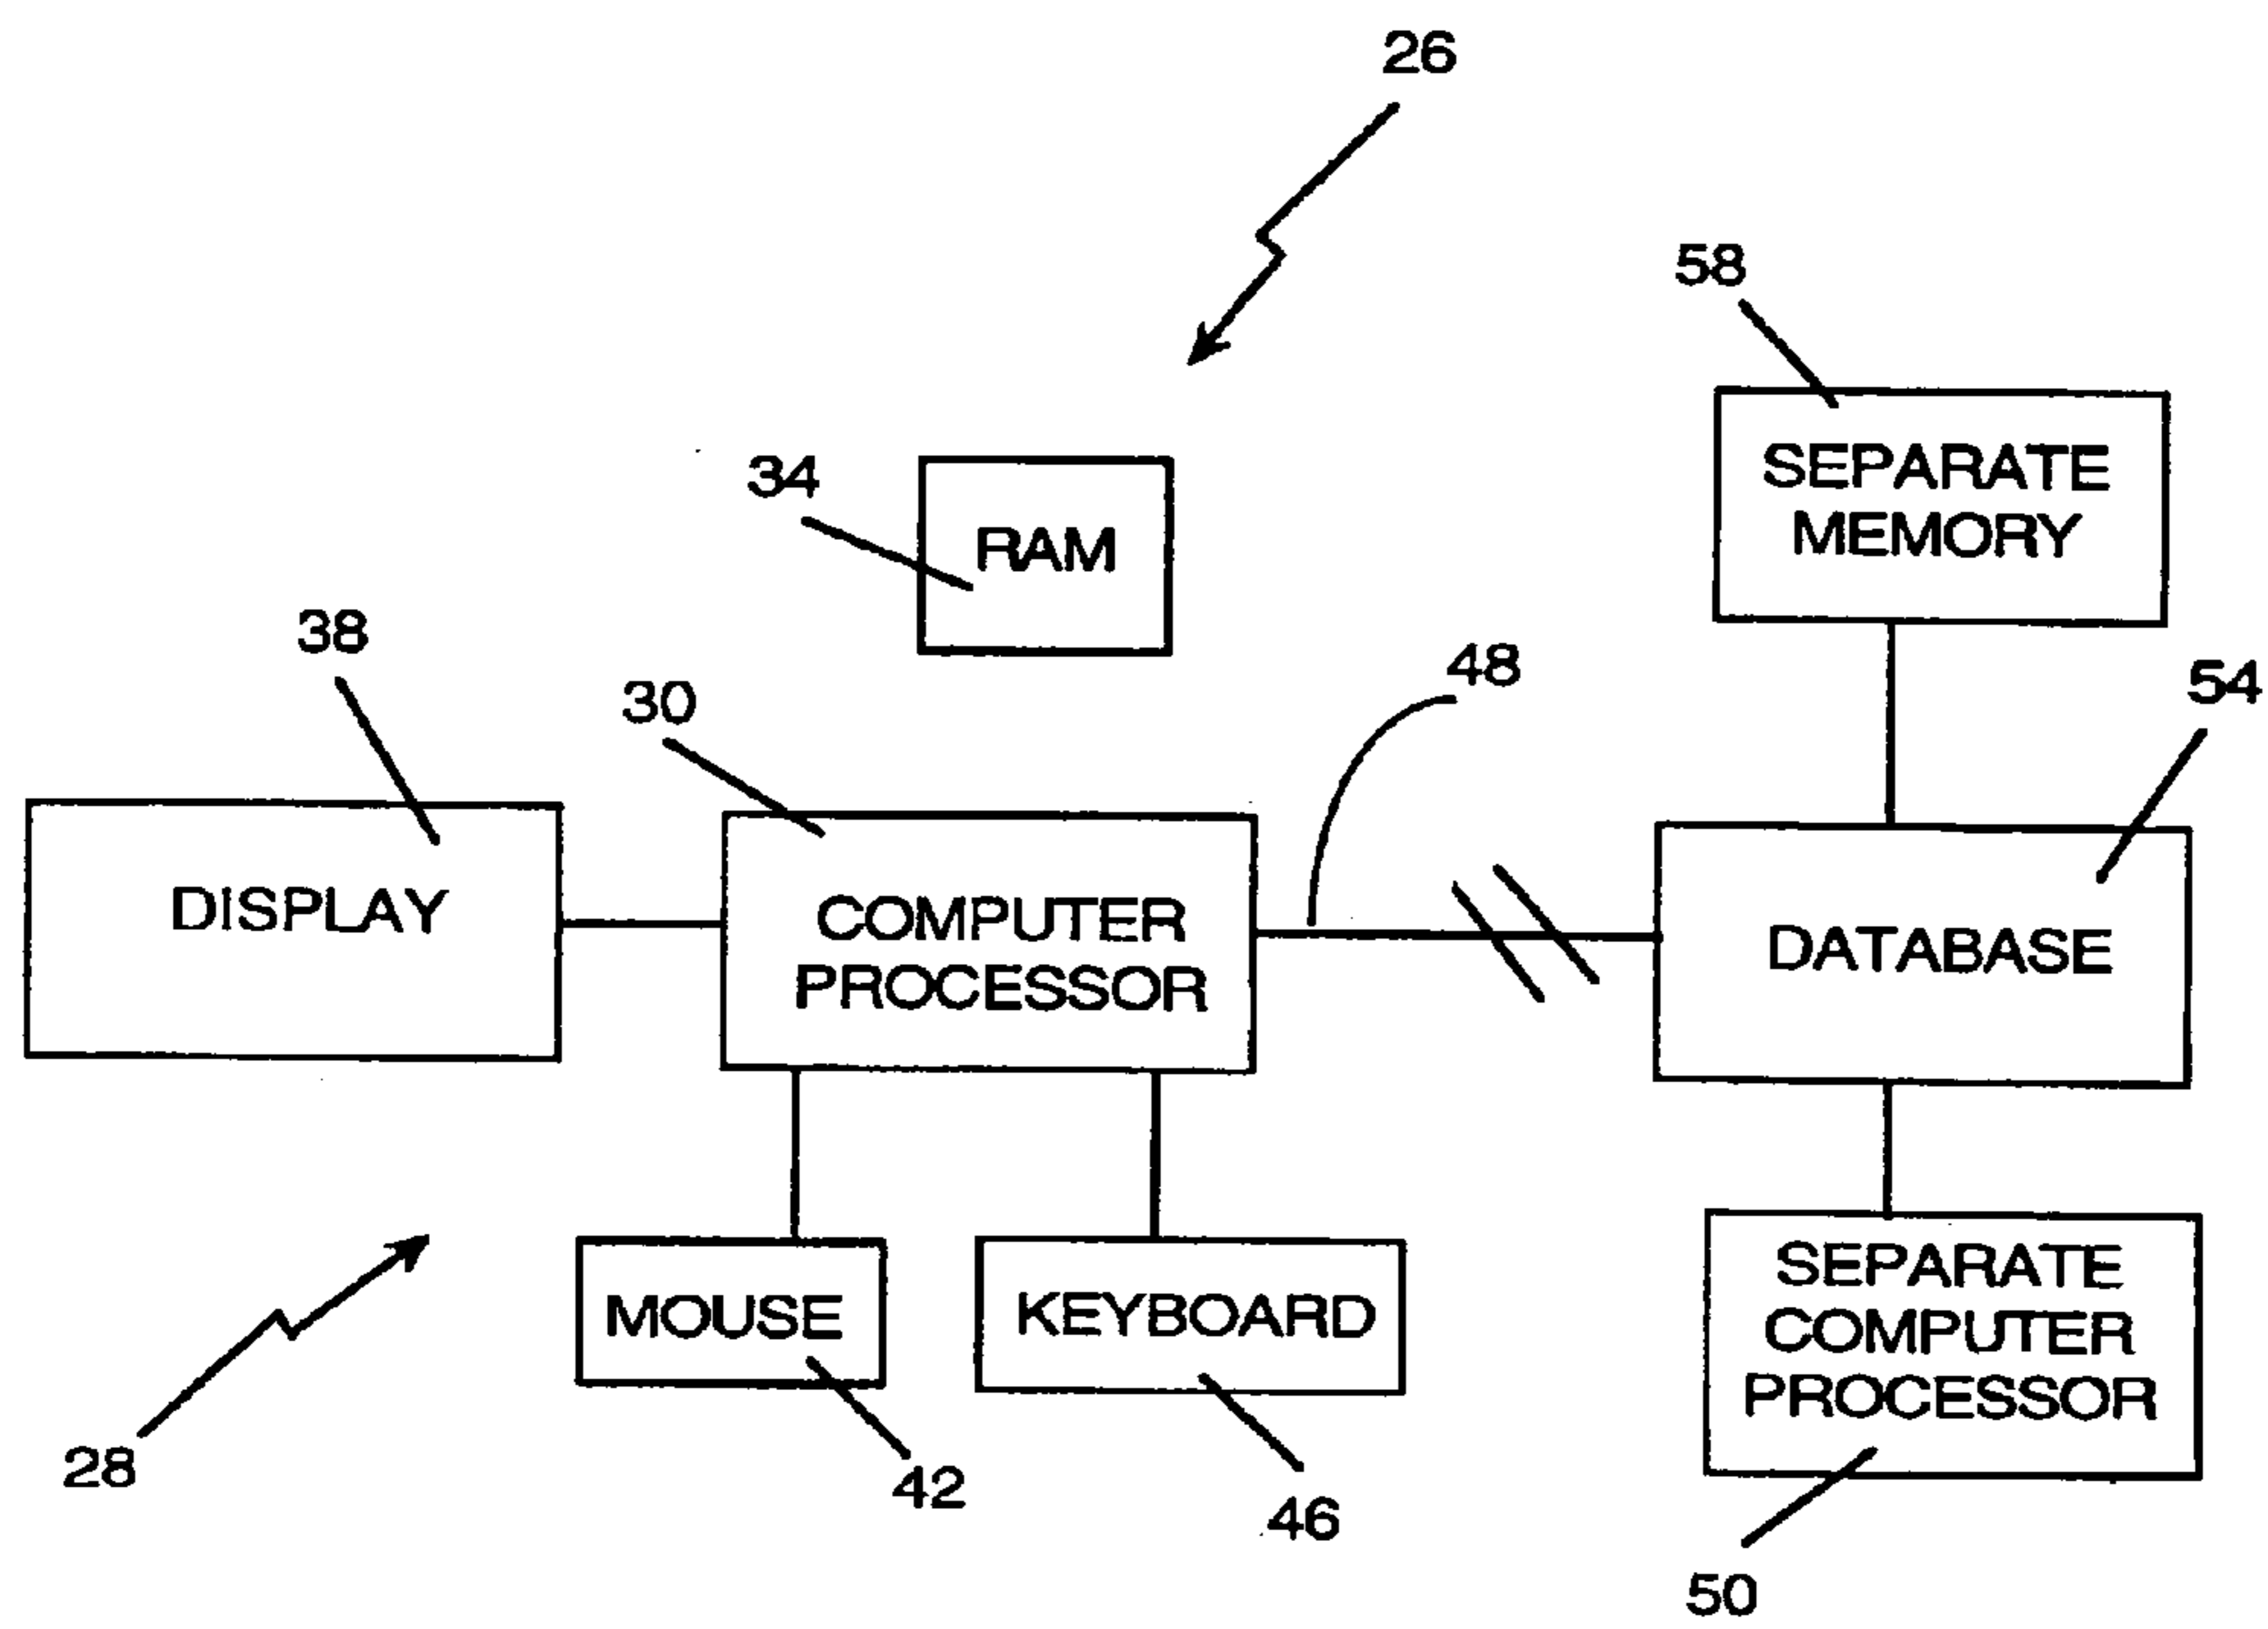 26
58
SEPARATE
MEMORY
34
RAM
38
30
48
54
DISPLAY
COMPUTER
PROCESSOR
DATABASE
MOUSE
KEYBOARD
SEPARATE
COMPUTER
PROCESSOR
28
42
46
50